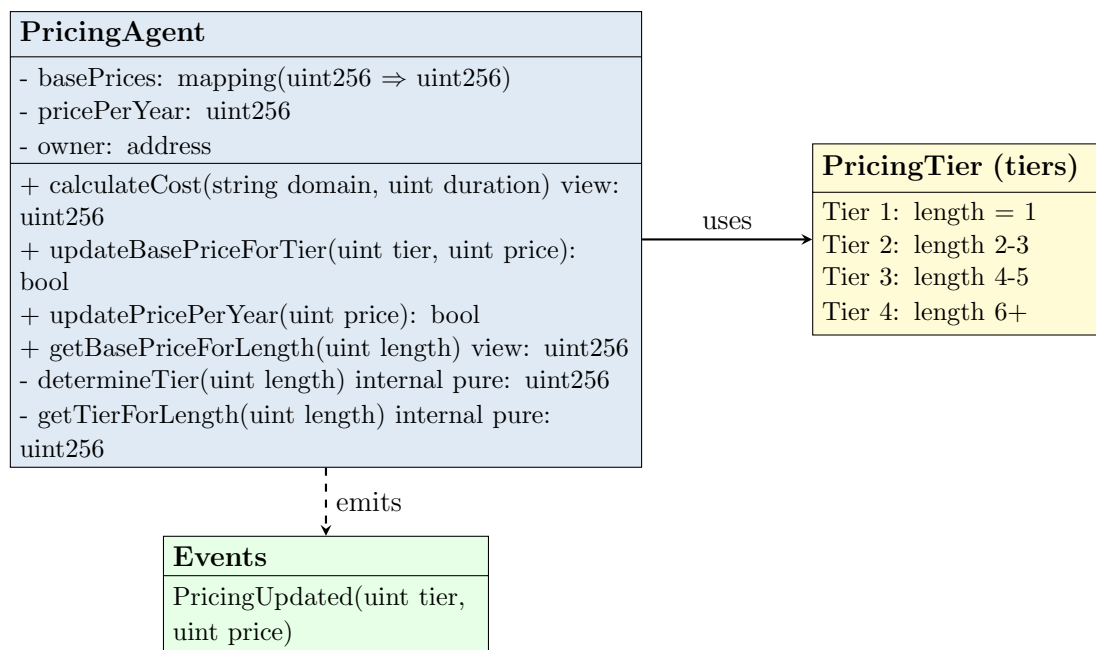 PricingAgent
- basePrices: mapping(uint256 ⇒ uint256)
- pricePerYear: uint256
- owner: address
+ calculateCost(string domain, uint duration) view:
uint256
+ updateBasePriceForTier(uint tier, uint price):
bool
+ updatePricePerYear(uint price): bool
+ getBasePriceForLength(uint length) view: uint256
- determineTier(uint length) internal pure: uint256
- getTierForLength(uint length) internal pure:
uint256
uses
PricingTier (tiers)
Tier 1: length = 1
Tier 2: length 2-3
Tier 3: length 4-5
Tier 4: length 6+
emits
Events
PricingUpdated(uint tier,
uint price)